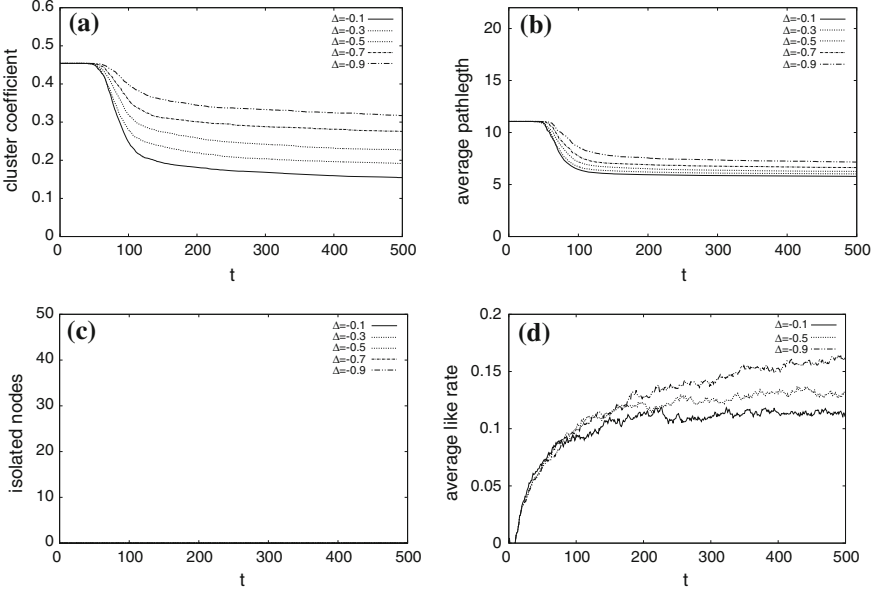 (a)
Δ=-0.1
Δ=-0.3
Δ=-0.5
Δ=-0.7
Δ=-0.9
0.6
0.5
0.4
0.3
0.2
0.1
0
cluster coefficient
0 100 200 300 400 500
t
(b)
Δ=-0.1
Δ=-0.3
Δ=-0.5
Δ=-0.7
Δ=-0.9
20
15
10
5
0
average pathlegth
0 100 200 300 400 500
t
(c)
Δ=-0.1
Δ=-0.3
Δ=-0.5
Δ=-0.7
Δ=-0.9
50
40
30
20
10
0
isolated nodes
0 100 200 300 400 500
t
(d)
Δ=-0.1
Δ=-0.5
Δ=-0.9
0.2
0.15
0.1
0.05
0
average like rate
0 100 200 300 400 500
t